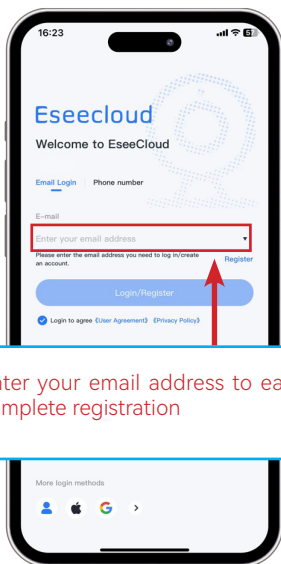 16:23
Eseecloud
Welcome to EseeCloud
Email Login Phone number
E-mail
Enter your email address
Please enter the email address you need to log in/create
an account.
Register
Login/Register
Login to agree 《User Agreement》 《Privacy Policy》
nter your email address to ea
mplete registration
More login methods